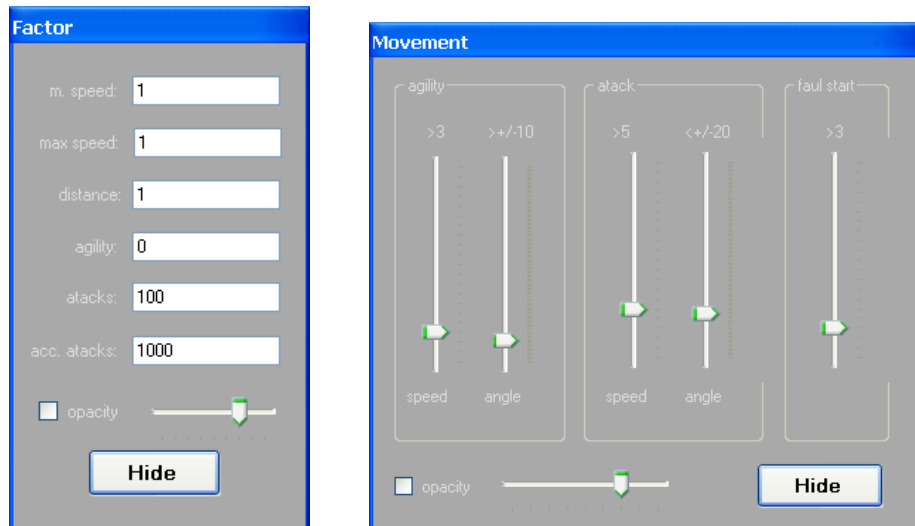 Factor
m. speed: 1
max speed: 1
distance: 1
agility: 0
atacks: 100
acc. atacks: 1000
opacity
Hide
Movement
agility atack faul start
>3 >+/-10 >5 <+/-20 >3
speed angle speed angle
opacity
Hide